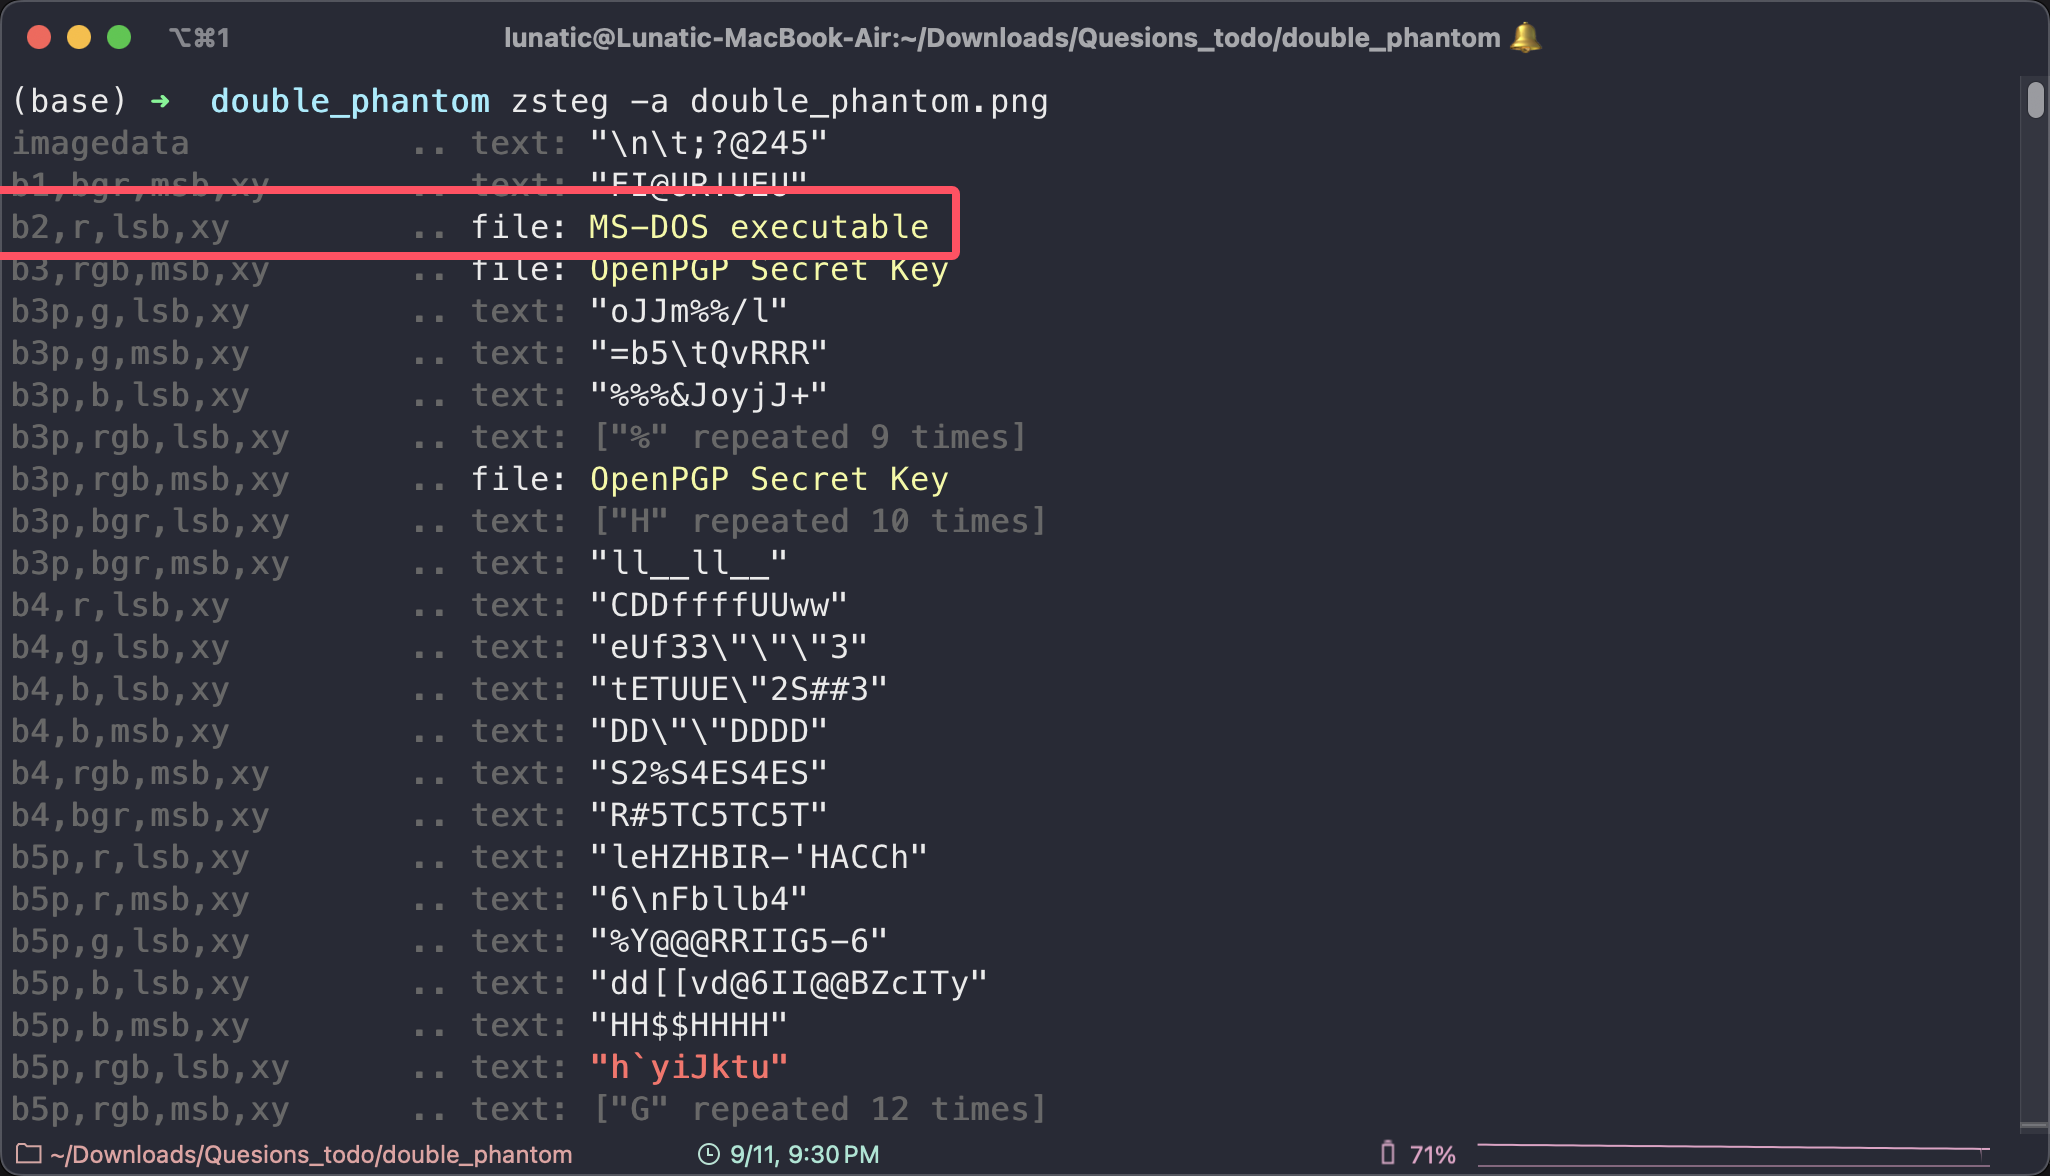 ⌥⌘1
lunatic@Lunatic-MacBook-Air:~/Downloads/Quesions_todo/double_phantom 🔔
(base) ➜  double_phantom zsteg -a double_phantom.png
imagedata           .. text: "\n\t;?@245"
b1,bgr,msb,xy       .. text: "FI@UR!UEU"
b2,r,lsb,xy         .. file: MS-DOS executable
b3,rgb,msb,xy       .. file: OpenPGP Secret Key
b3p,g,lsb,xy        .. text: "oJJm%%/l"
b3p,g,msb,xy        .. text: "=b5\tQvRRR"
b3p,b,lsb,xy        .. text: "%%%&JoyjJ+"
b3p,rgb,lsb,xy      .. text: ["%" repeated 9 times]
b3p,rgb,msb,xy      .. file: OpenPGP Secret Key
b3p,bgr,lsb,xy      .. text: ["H" repeated 10 times]
b3p,bgr,msb,xy      .. text: "ll__ll__"
b4,r,lsb,xy         .. text: "CDDffffUUww"
b4,g,lsb,xy         .. text: "eUf33\"\"\"3"
b4,b,lsb,xy         .. text: "tETUUE\"2S##3"
b4,b,msb,xy         .. text: "DD\"\"DDDD"
b4,rgb,msb,xy       .. text: "S2%S4ES4ES"
b4,bgr,msb,xy       .. text: "R#5TC5TC5T"
b5p,r,lsb,xy        .. text: "leHZHBIR-'HACCh"
b5p,r,msb,xy        .. text: "6\nFbllb4"
b5p,g,lsb,xy        .. text: "%Y@@@RRIIG5-6"
b5p,b,lsb,xy        .. text: "dd[[vd@6II@@BZcITy"
b5p,b,msb,xy        .. text: "HH$$HHHH"
b5p,rgb,lsb,xy      .. text: "h`yiJktu"
b5p,rgb,msb,xy      .. text: ["G" repeated 12 times]
~/Downloads/Quesions_todo/double_phantom
9/11, 9:30 PM
71%